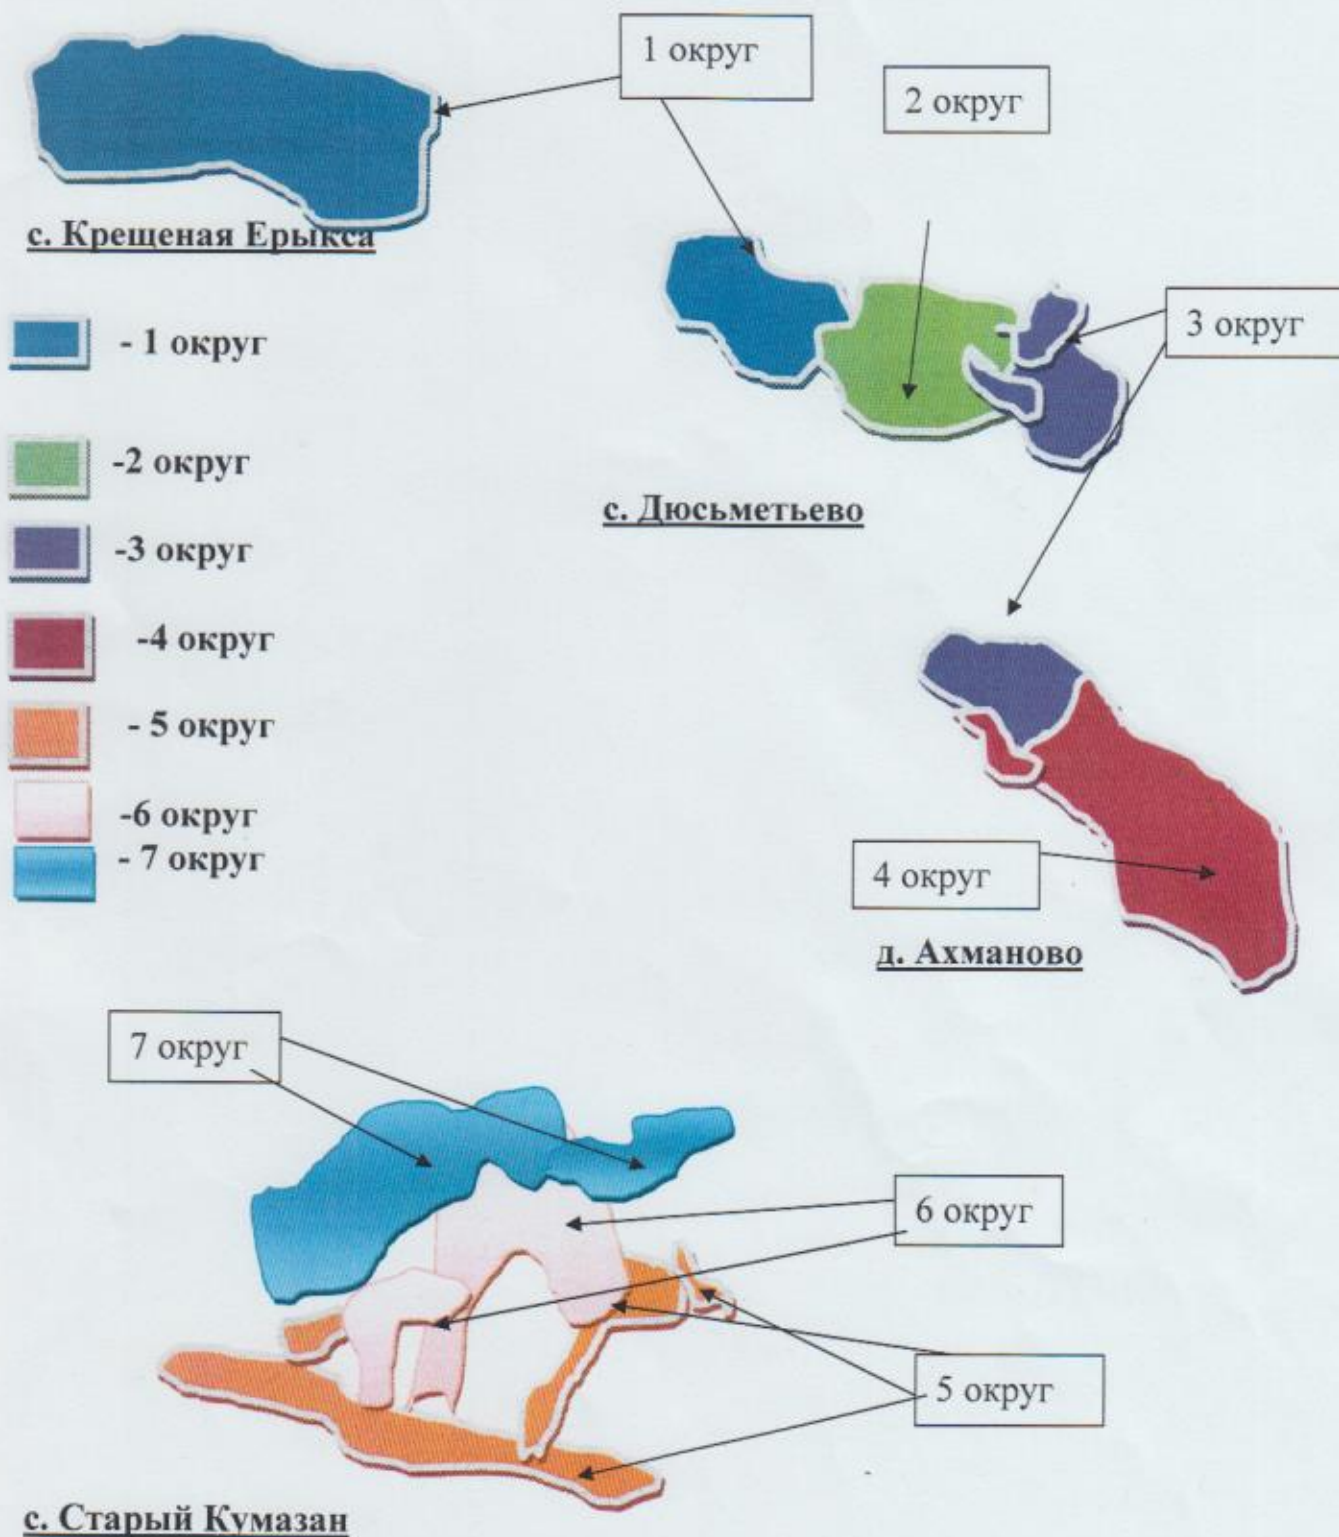 1 округ
2 округ
с. Крещеная Ерыкса
- 1 округ
3 округ
-2 округ
с. Дюсьметьево
-3 округ
-4 округ
- 5 округ
-6 округ
- 7 округ
4 округ
д. Ахманово
7 округ
6 округ
5 округ
с. Старый Кумазан